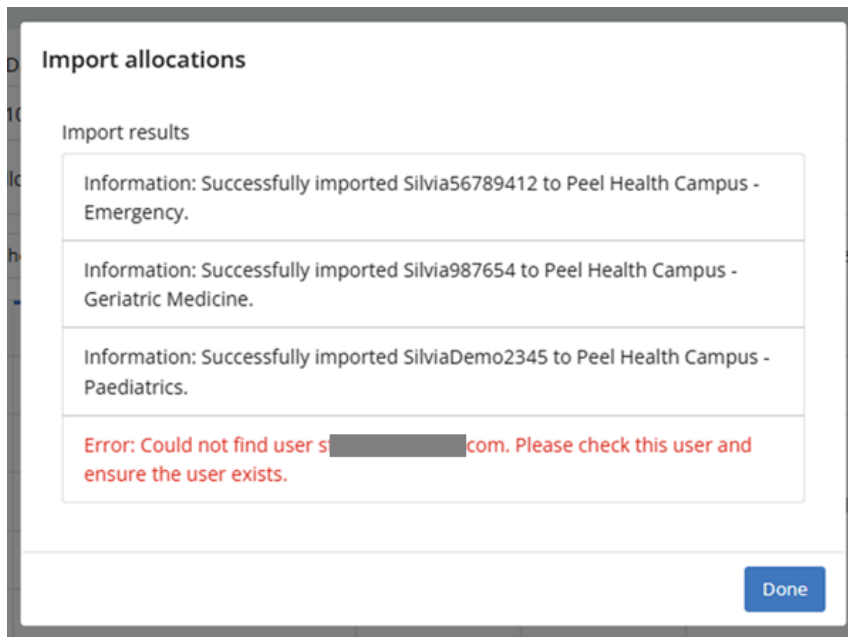 Import allocations
Import results
Information: Successfully imported Silvia56789412 to Peel Health Campus -
Emergency.
Information: Successfully imported Silvia987654 to Peel Health Campus -
Geriatric Medicine.
Information: Successfully imported SilviaDemo2345 to Peel Health Campus -
Paediatrics.
Error: Could not find user com. Please check this user and
ensure the user exists.
Done